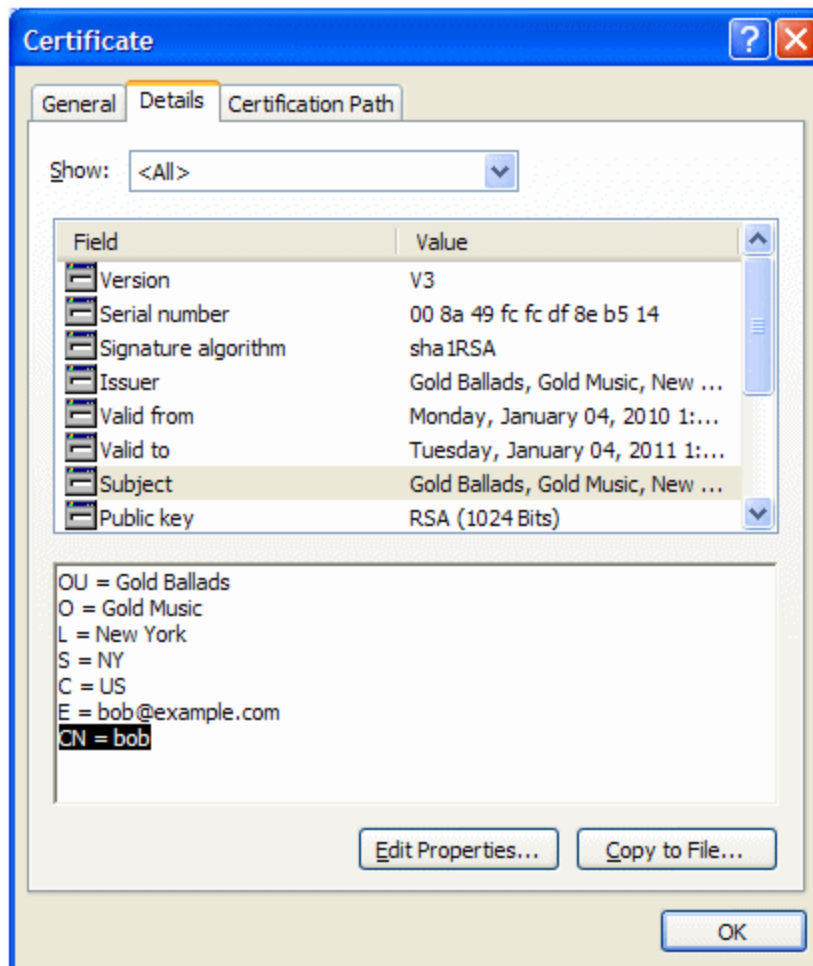 Certificate
General Details Certification Path
Show: <All>
Field Value
Version V3
Serial number 00 8a 49 fc fc df 8e b5 14
Signature algorithm sha1RSA
Issuer Gold Ballads, Gold Music, New ...
Valid from Monday, January 04, 2010 1:...
Valid to Tuesday, January 04, 2011 1:...
Subject Gold Ballads, Gold Music, New ...
Public key RSA (1024 Bits)
OU = Gold Ballads
O = Gold Music
L = New York
S = NY
C = US
E = bob@example.com
CN = bob
Edit Properties... Copy to File...
OK